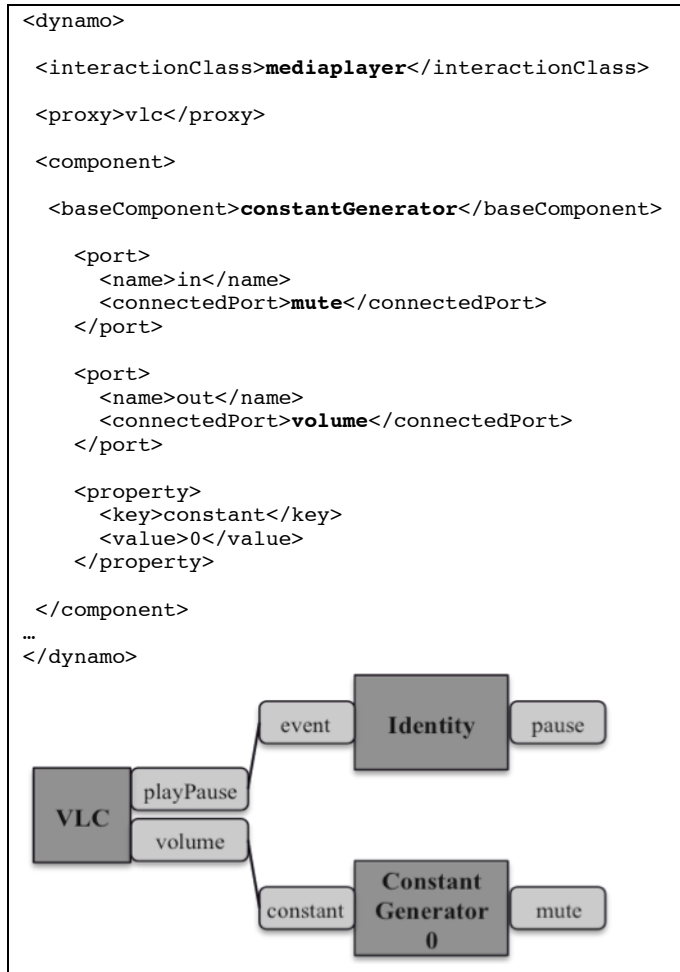 <dynamo>
<interactionClass>mediaplayer</interactionClass>
<proxy>vlc</proxy>
<component>
<baseComponent>constantGenerator</baseComponent>
<port>
<name>in</name>
<connectedPort>mute</connectedPort>
</port>
<port>
<name>out</name>
<connectedPort>volume</connectedPort>
</port>
<property>
<key>constant</key>
<value>0</value>
</property>
</component>
…
</dynamo>
event
Identity
pause
VLC
playPause
volume
constant
Constant
Generator
0
mute